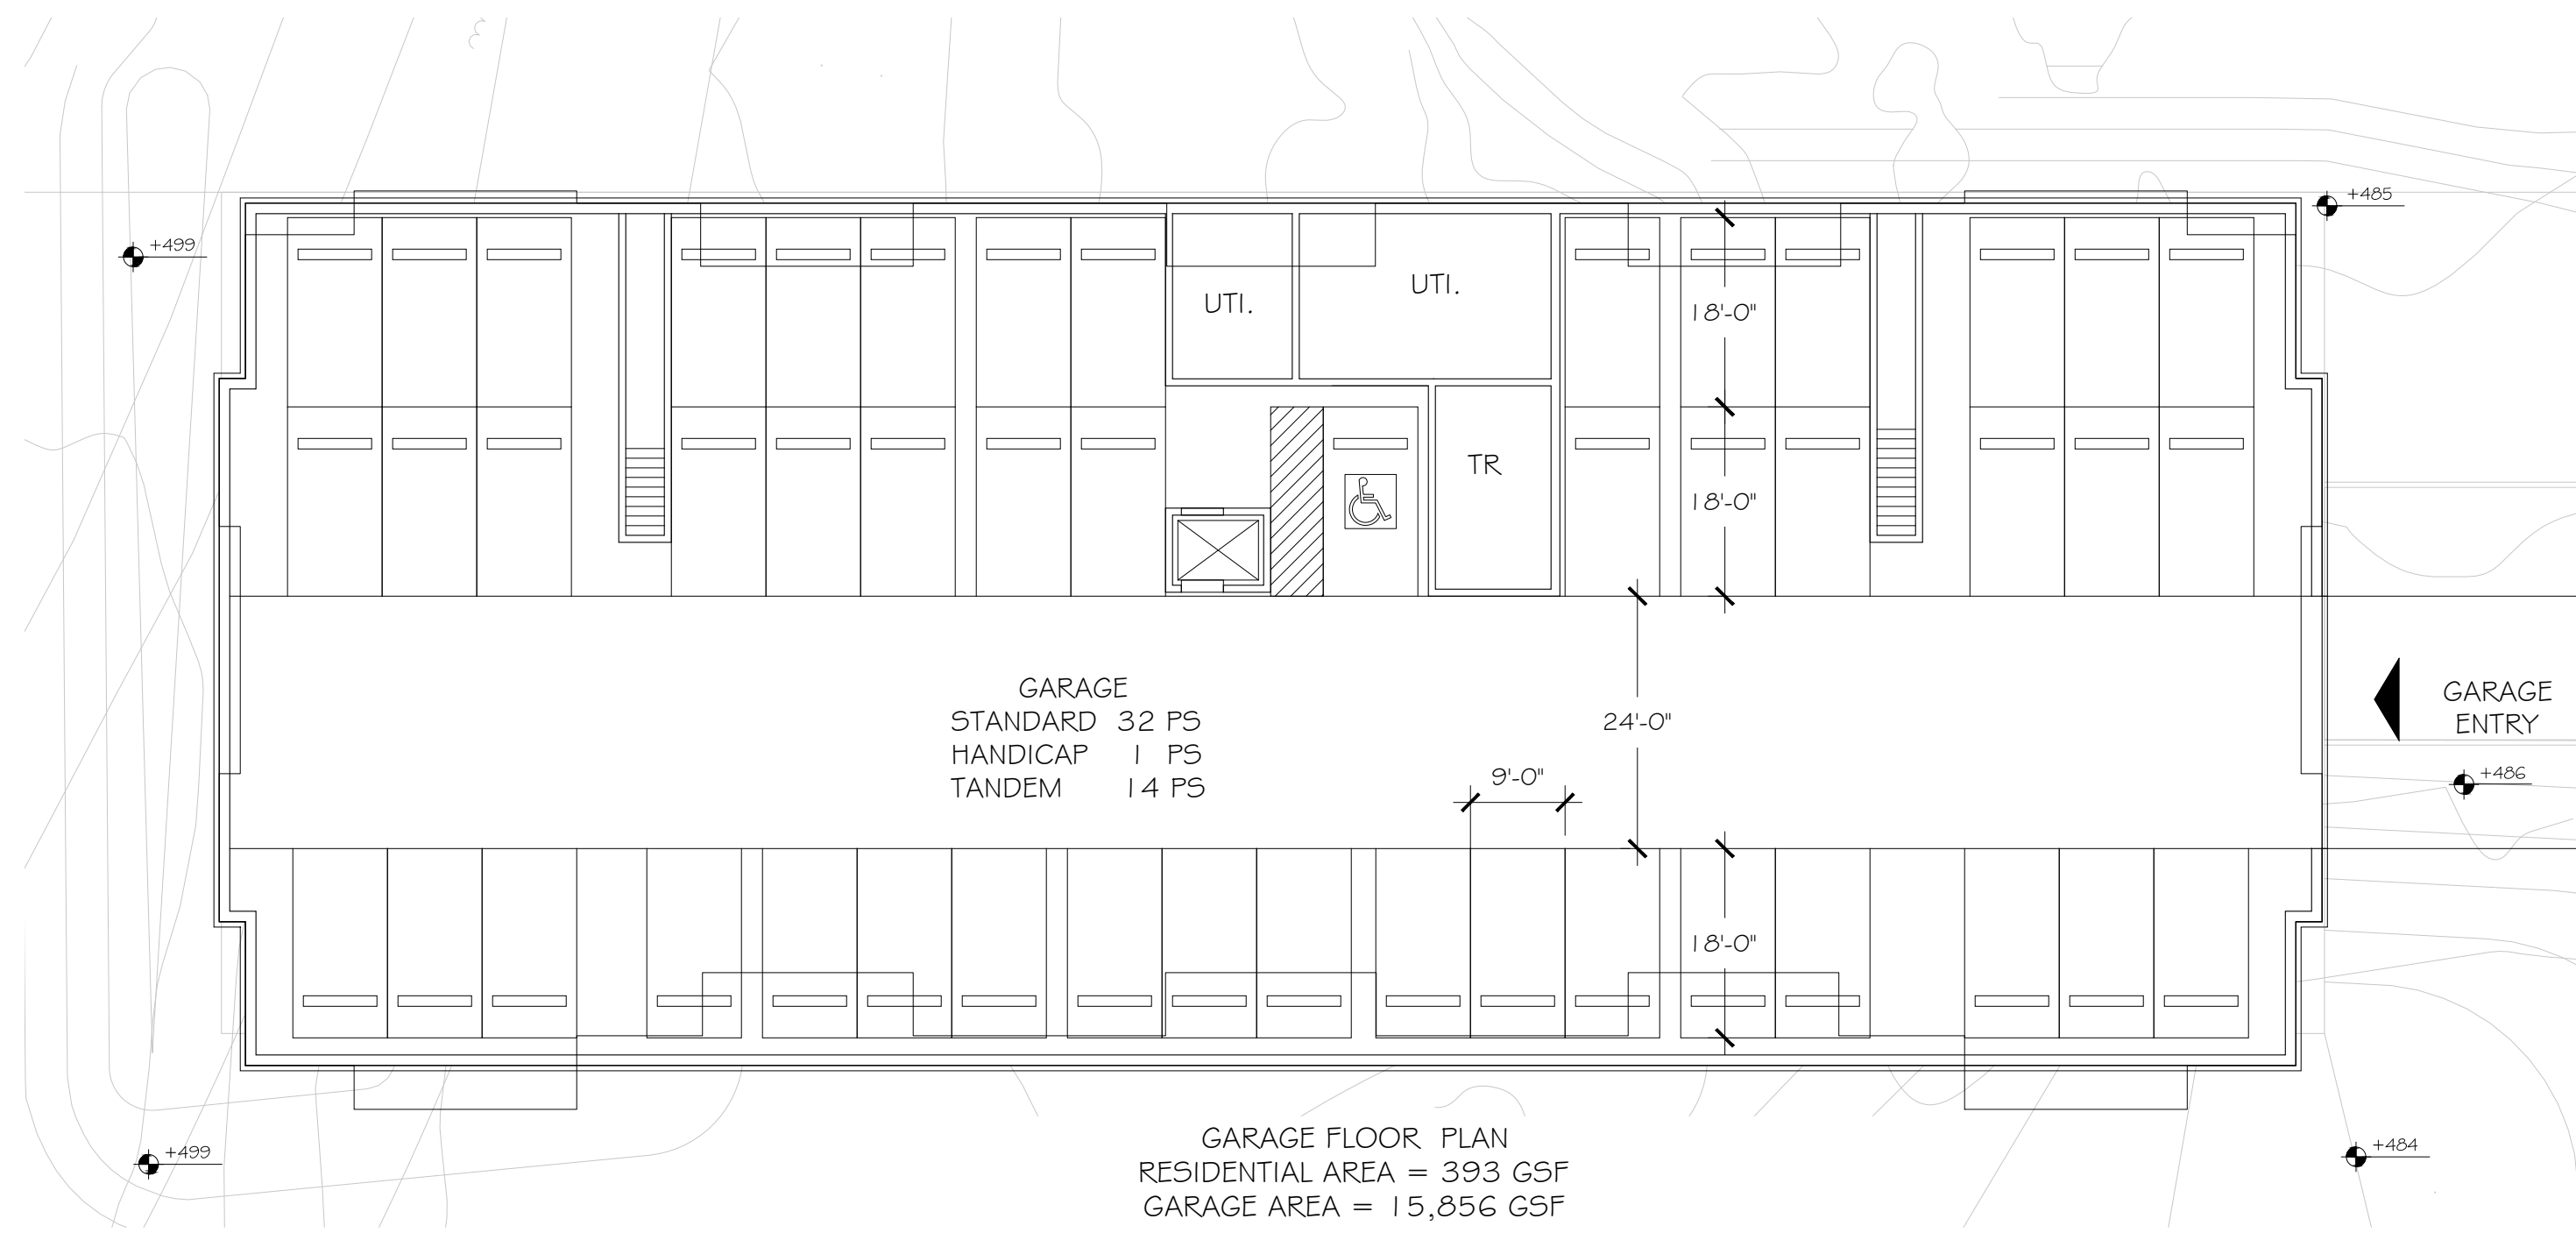 +485
+499
UTI.
UTI.
18'-0"
TR
18'-0"
GARAGE
STANDARD 32 PS
HANDICAP 1 PS
TANDEM 14 PS
24'-0"
9'-0"
GARAGE
ENTRY
+486
18'-0"
GARAGE FLOOR PLAN
RESIDENTIAL AREA = 393 GSF
GARAGE AREA = 15,856 GSF
+499
+484